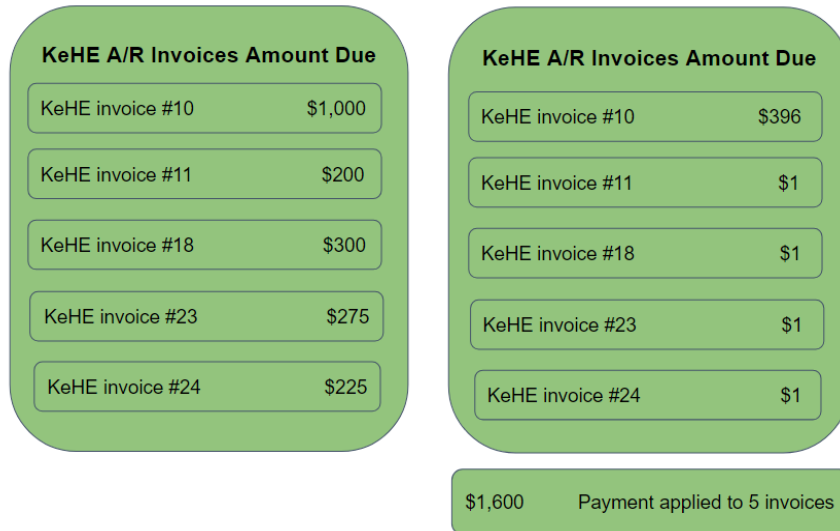 KeHE A/R Invoices Amount Due
KeHE invoice #10 $1,000
KeHE invoice #11 $200
KeHE invoice #18 $300
KeHE invoice #23 $275
KeHE invoice #24 $225
KeHE A/R Invoices Amount Due
KeHE invoice #10 $396
KeHE invoice #11 $1
KeHE invoice #18 $1
KeHE invoice #23 $1
KeHE invoice #24 $1
$1,600 Payment applied to 5 invoices